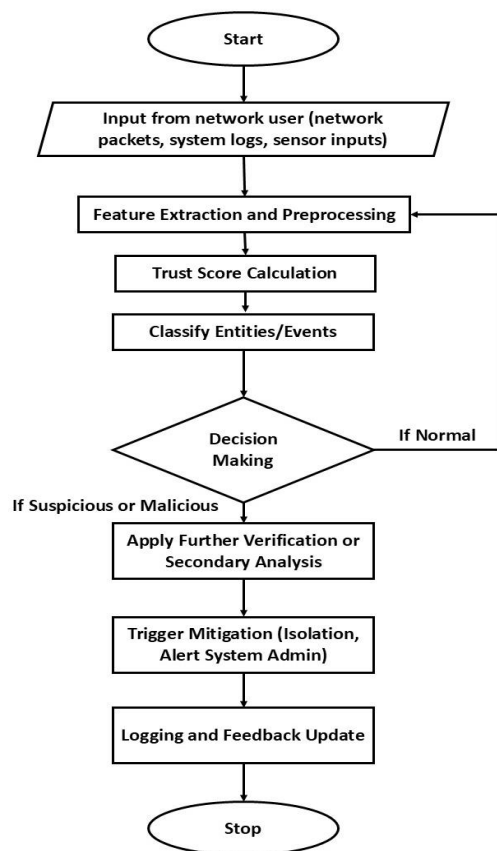 Start
Input from network user (network
packets, system logs, sensor inputs)
Feature Extraction and Preprocessing
Trust Score Calculation
Classify Entities/Events
Decision
Making
If Normal
If Suspicious or Malicious
Apply Further Verification or
Secondary Analysis
Trigger Mitigation (Isolation,
Alert System Admin)
Logging and Feedback Update
Stop